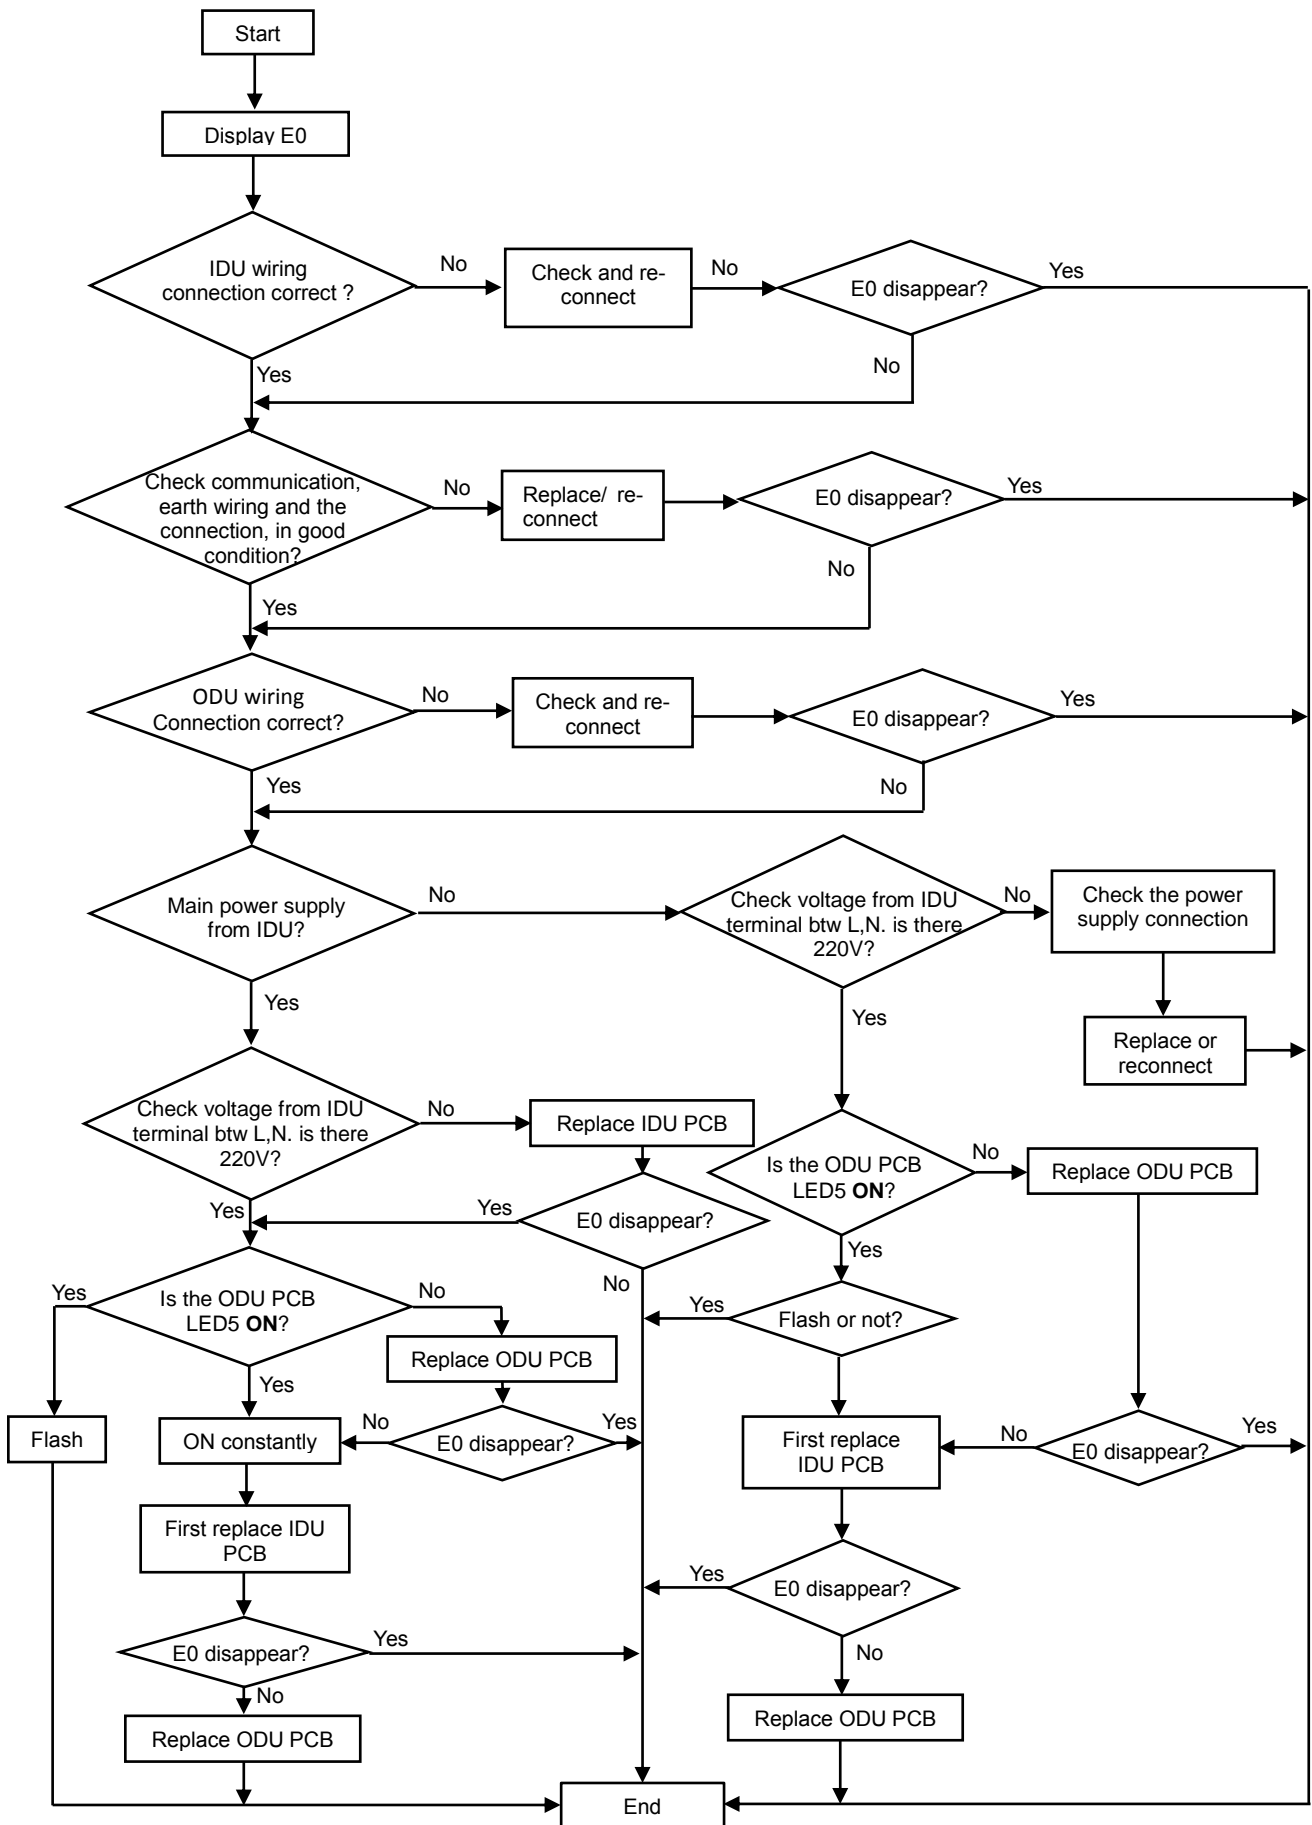 Start
Display E0
IDU wiring
connection correct ?
No
Check and re-
connect
No
E0 disappear?
Yes
No
Yes
Check communication,
earth wiring and the
connection, in good
condition?
No
Replace/ re-
connect
E0 disappear?
Yes
No
Yes
ODU wiring
Connection correct?
No
Check and re-
connect
E0 disappear?
Yes
No
Yes
Main power supply
from IDU?
No
Check voltage from IDU
terminal btw L,N. is there
220V?
No
Check the power
supply connection
Yes
Yes
Replace or
reconnect
Check voltage from IDU
terminal btw L,N. is there
220V?
No
Replace IDU PCB
Is the ODU PCB
LED5 ON?
No
Replace ODU PCB
Yes
Yes
E0 disappear?
Yes
No
Yes
Is the ODU PCB
LED5 ON?
No
Yes
Flash or not?
Replace ODU PCB
Yes
Flash
ON constantly
No
E0 disappear?
Yes
First replace
IDU PCB
No
E0 disappear?
Yes
First replace IDU
PCB
Yes
E0 disappear?
E0 disappear?
Yes
No
No
Replace ODU PCB
Replace ODU PCB
End